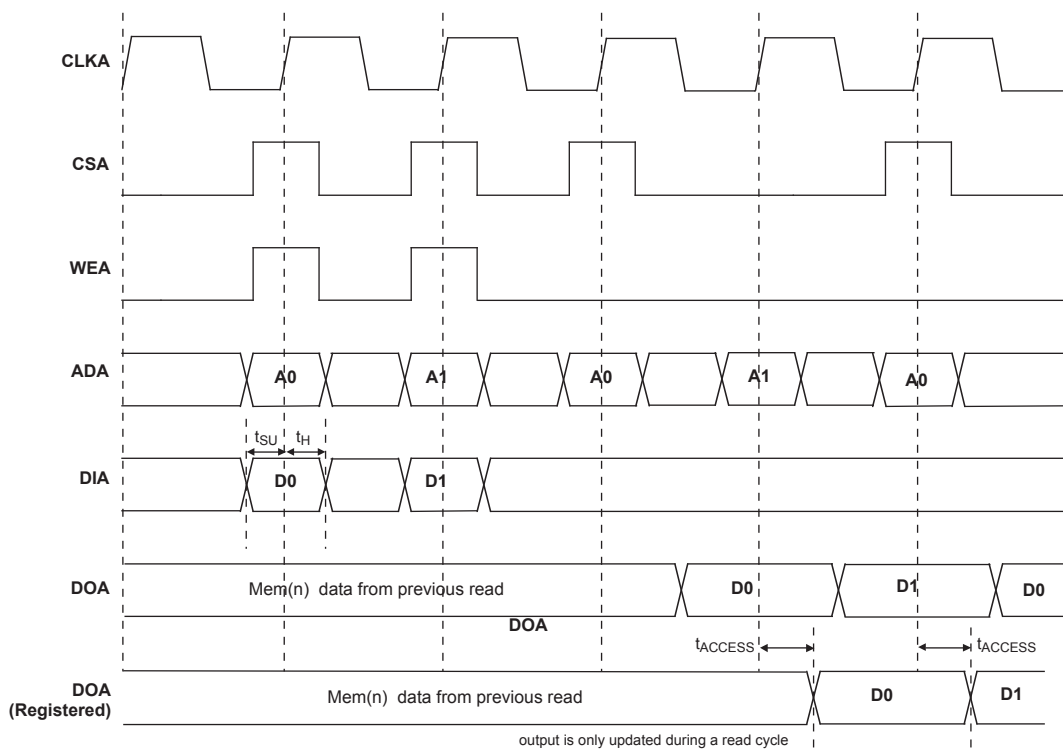 CLKA
CSA
WEA
ADA
A0
A1
A0
A1
A0
tSU
tH
DIA
D0
D1
DOA
Mem(n) data from previous read
D0
D1
D0
DOA
tACCESS
tACCESS
DOA
(Registered)
Mem(n) data from previous read
D0
D1
output is only updated during a read cycle